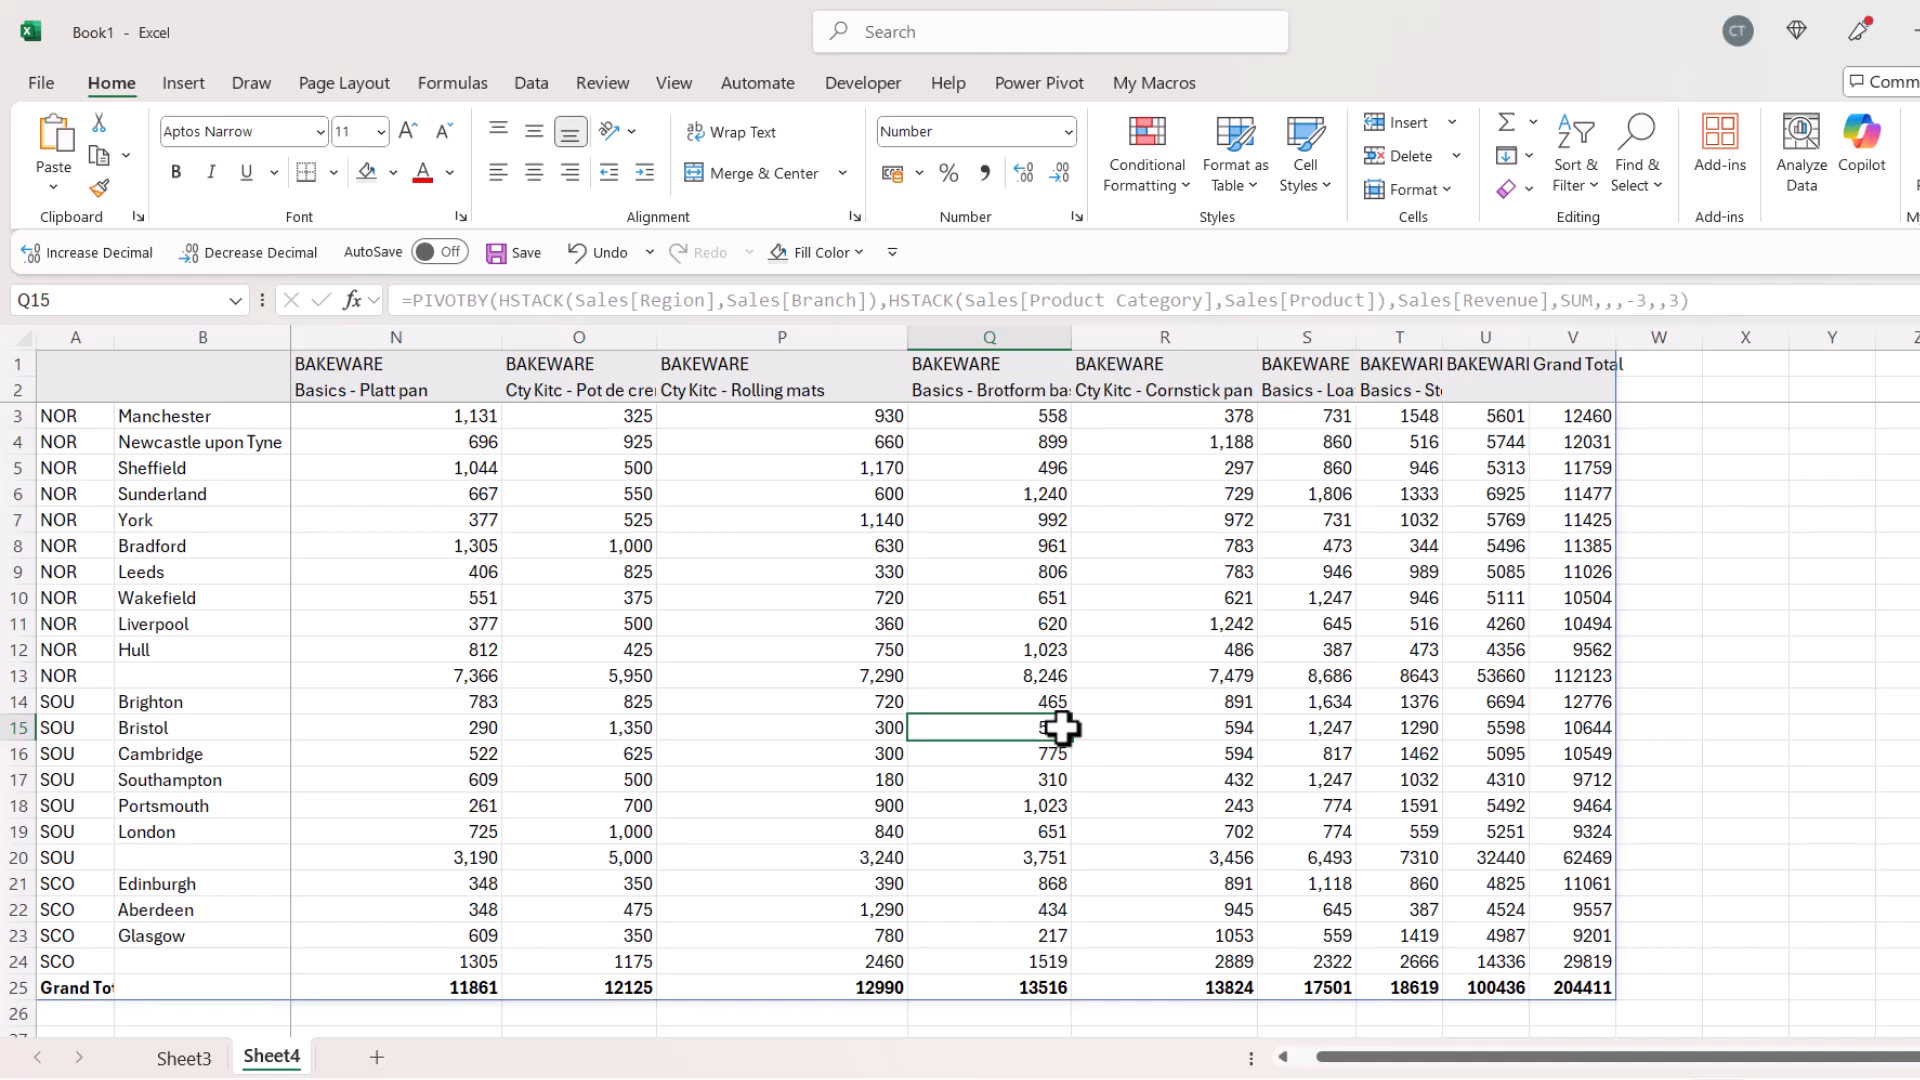 Book1 - Excel
Search
CT
File Home Insert Draw Page Layout Formulas Data Review View Automate Developer Help Power Pivot My Macros
Paste
Clipboard
Aptos Narrow 11
B I U
Font
Wrap Text
Merge & Center
Alignment
Number
Number
Conditional Formatting
Format as Table
Cell Styles
Styles
Insert
Delete
Format
Cells
Sort & Filter
Find & Select
Editing
Add-ins
Add-ins
Analyze Data
Copilot
Increase Decimal Decrease Decimal AutoSave Off Save Undo Redo Fill Color
Q15 fx =PIVOTBY(HSTACK(Sales[Region],Sales[Branch]),HSTACK(Sales[Product Category],Sales[Product]),Sales[Revenue],SUM,,,-3,,3)
A B N O P Q R S T U V W X Y Z
1 BAKEWARE BAKEWARE BAKEWARE BAKEWARE BAKEWARE BAKEWARE BAKEWARI BAKEWARI Grand Total
2 Basics - Platt pan Cty Kitc - Pot de cre Cty Kitc - Rolling mats Basics - Brotform ba Cty Kitc - Cornstick pan Basics - Loa Basics - St
3 NOR Manchester 1,131 325 930 558 378 731 1548 5601 12460
4 NOR Newcastle upon Tyne 696 925 660 899 1,188 860 516 5744 12031
5 NOR Sheffield 1,044 500 1,170 496 297 860 946 5313 11759
6 NOR Sunderland 667 550 600 1,240 729 1,806 1333 6925 11477
7 NOR York 377 525 1,140 992 972 731 1032 5769 11425
8 NOR Bradford 1,305 1,000 630 961 783 473 344 5496 11385
9 NOR Leeds 406 825 330 806 783 946 989 5085 11026
10 NOR Wakefield 551 375 720 651 621 1,247 946 5111 10504
11 NOR Liverpool 377 500 360 620 1,242 645 516 4260 10494
12 NOR Hull 812 425 750 1,023 486 387 473 4356 9562
13 NOR 7,366 5,950 7,290 8,246 7,479 8,686 8643 53660 112123
14 SOU Brighton 783 825 720 465 891 1,634 1376 6694 12776
15 SOU Bristol 290 1,350 300 594 1,247 1290 5598 10644
16 SOU Cambridge 522 625 300 775 594 817 1462 5095 10549
17 SOU Southampton 609 500 180 310 432 1,247 1032 4310 9712
18 SOU Portsmouth 261 700 900 1,023 243 774 1591 5492 9464
19 SOU London 725 1,000 840 651 702 774 559 5251 9324
20 SOU 3,190 5,000 3,240 3,751 3,456 6,493 7310 32440 62469
21 SCO Edinburgh 348 350 390 868 891 1,118 860 4825 11061
22 SCO Aberdeen 348 475 1,290 434 945 645 387 4524 9557
23 SCO Glasgow 609 350 780 217 1053 559 1419 4987 9201
24 SCO 1305 1175 2460 1519 2889 2322 2666 14336 29819
25 Grand To 11861 12125 12990 13516 13824 17501 18619 100436 204411
26
Sheet3 Sheet4